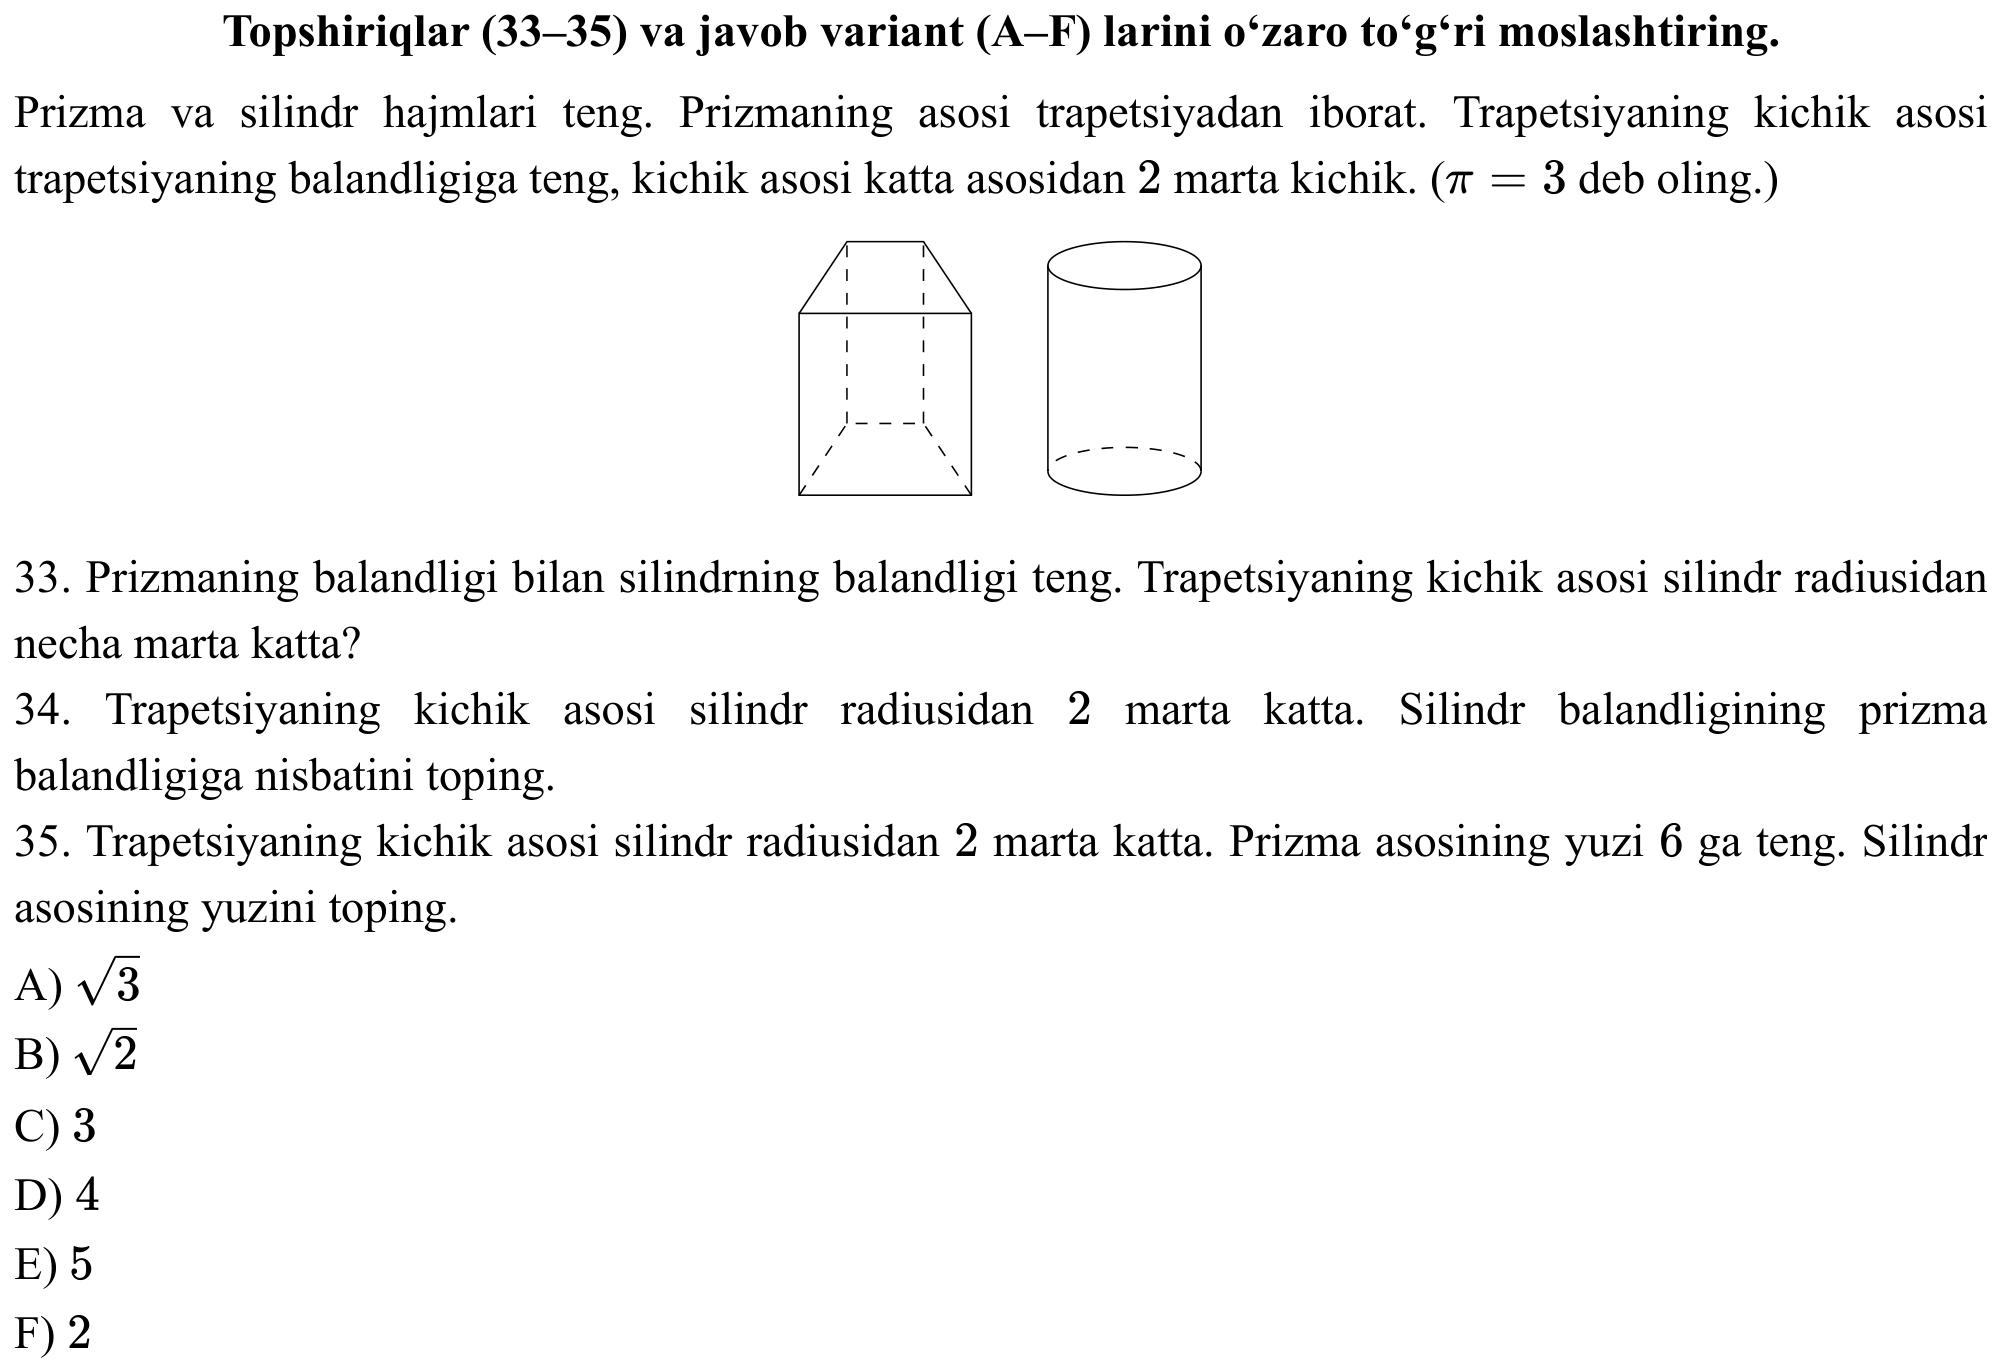 Topshiriqlar (33–35) va javob variant (A–F) larini o‘zaro to‘g‘ri moslashtiring.
Prizma va silindr hajmlari teng. Prizmaning asosi trapetsiyadan iborat. Trapetsiyaning kichik asosi
trapetsiyaning balandligiga teng, kichik asosi katta asosidan 2 marta kichik. (π = 3 deb oling.)
33. Prizmaning balandligi bilan silindrning balandligi teng. Trapetsiyaning kichik asosi silindr radiusidan
necha marta katta?
34. Trapetsiyaning kichik asosi silindr radiusidan 2 marta katta. Silindr balandligining prizma
balandligiga nisbatini toping.
35. Trapetsiyaning kichik asosi silindr radiusidan 2 marta katta. Prizma asosining yuzi 6 ga teng. Silindr
asosining yuzini toping.
A) √3
B) √2
C) 3
D) 4
E) 5
F) 2